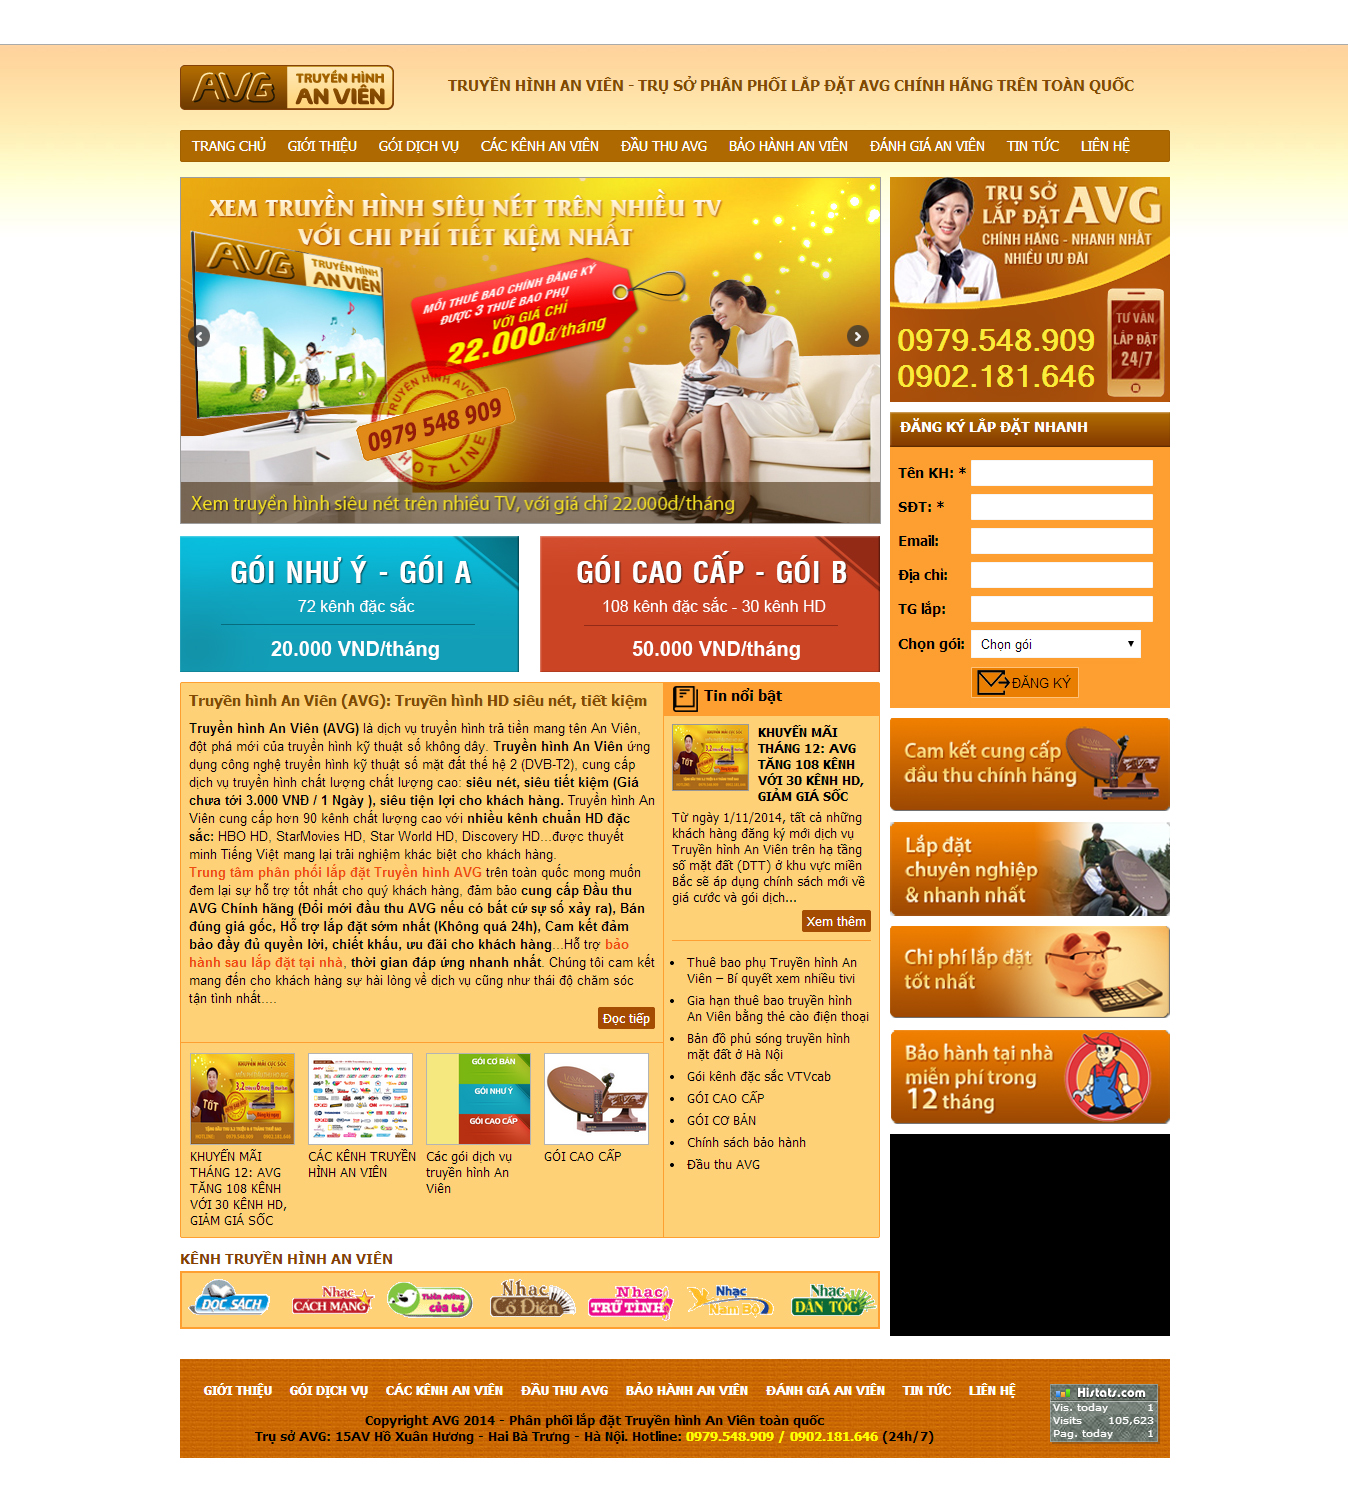 AVG TRUYỀN HÌNH AN VIÊN
TRUYỀN HÌNH AN VIÊN - TRỤ SỞ PHÂN PHỐI LẮP ĐẶT AVG CHÍNH HÃNG TRÊN TOÀN QUỐC
TRANG CHỦ GIỚI THIỆU GÓI DỊCH VỤ CÁC KÊNH AN VIÊN ĐẦU THU AVG BẢO HÀNH AN VIÊN ĐÁNH GIÁ AN VIÊN TIN TỨC LIÊN HỆ
XEM TRUYỀN HÌNH SIÊU NÉT TRÊN NHIỀU TV
VỚI CHI PHÍ TIẾT KIỆM NHẤT
AVG TRUYỀN HÌNH AN VIÊN
MỖI THUÊ BAO CHÍNH ĐĂNG KÝ
ĐƯỢC 3 THUÊ BAO PHỤ
VỚI GIÁ CHỈ
22.000đ/tháng
TRUYỀN HÌNH AVG
0979 548 909
HOT LINE
Xem truyền hình siêu nét trên nhiều TV, với giá chỉ 22.000đ/tháng
TRỤ SỞ
LẮP ĐẶT AVG
CHÍNH HÃNG - NHANH NHẤT
NHIỀU ƯU ĐÃI
0979.548.909
0902.181.646
TƯ VẤN
LẮP ĐẶT
24/7
ĐĂNG KÝ LẮP ĐẶT NHANH
Tên KH: *
SĐT: *
Email:
Địa chỉ:
TG lắp:
Chọn gói: Chọn gói
ĐĂNG KÝ
GÓI NHƯ Ý - GÓI A
72 kênh đặc sắc
20.000 VND/tháng
GÓI CAO CẤP - GÓI B
108 kênh đặc sắc - 30 kênh HD
50.000 VND/tháng
Truyền hình An Viên (AVG): Truyền hình HD siêu nét, tiết kiệm
Truyền hình An Viên (AVG) là dịch vụ truyền hình trả tiền mang tên An Viên,
đột phá mới của truyền hình kỹ thuật số không dây. Truyền hình An Viên ứng
dụng công nghệ truyền hình kỹ thuật số mặt đất thế hệ 2 (DVB-T2), cung cấp
dịch vụ truyền hình chất lượng chất lượng cao: siêu nét, siêu tiết kiệm (Giá
chưa tới 3.000 VNĐ / 1 Ngày ), siêu tiện lợi cho khách hàng. Truyền hình An
Viên cung cấp hơn 90 kênh chất lượng cao với nhiều kênh chuẩn HD đặc
sắc: HBO HD, StarMovies HD, Star World HD, Discovery HD...được thuyết
minh Tiếng Việt mang lại trải nghiệm khác biệt cho khách hàng.
Trung tâm phân phối lắp đặt Truyền hình AVG trên toàn quốc mong muốn
đem lại sự hỗ trợ tốt nhất cho quý khách hàng, đảm bảo cung cấp Đầu thu
AVG Chính hãng (Đổi mới đầu thu AVG nếu có bất cứ sự số xảy ra), Bán
đúng giá gốc, Hỗ trợ lắp đặt sớm nhất (Không quá 24h), Cam kết đảm
bảo đầy đủ quyền lời, chiết khấu, ưu đãi cho khách hàng...Hỗ trợ bảo
hành sau lắp đặt tại nhà, thời gian đáp ứng nhanh nhất. Chúng tôi cam kết
mang đến cho khách hàng sự hài lòng về dịch vụ cũng như thái độ chăm sóc
tận tình nhất....
Đọc tiếp
Tin nổi bật
KHUYẾN MÃI
THÁNG 12: AVG
TĂNG 108 KÊNH
VỚI 30 KÊNH HD,
GIẢM GIÁ SỐC
Từ ngày 1/11/2014, tất cả những
khách hàng đăng ký mới dịch vụ
Truyền hình An Viên trên hạ tầng
số mặt đất (DTT) ở khu vực miền
Bắc sẽ áp dụng chính sách mới về
giá cước và gói dịch...
Xem thêm
Thuê bao phụ Truyền hình An
Viên – Bí quyết xem nhiều tivi
Gia hạn thuê bao truyền hình
An Viên bằng thẻ cào điện thoại
Bản đồ phủ sóng truyền hình
mặt đất ở Hà Nội
Gói kênh đặc sắc VTVcab
GÓI CAO CẤP
GÓI CƠ BẢN
Chính sách bảo hành
Đầu thu AVG
GÓI CƠ BẢN
GÓI NHƯ Ý
GÓI CAO CẤP
KHUYẾN MÃI
THÁNG 12: AVG
TĂNG 108 KÊNH
VỚI 30 KÊNH HD,
GIẢM GIÁ SỐC
CÁC KÊNH TRUYỀN
HÌNH AN VIÊN
Các gói dịch vụ
truyền hình An
Viên
GÓI CAO CẤP
Cam kết cung cấp
đầu thu chính hãng
Lắp đặt
chuyên nghiệp
& nhanh nhất
Chi phí lắp đặt
tốt nhất
Bảo hành tại nhà
miễn phí trong
12 tháng
KÊNH TRUYỀN HÌNH AN VIÊN
ĐỌC SÁCH
Nhạc CÁCH MẠNG
Thiên đường của bé
Nhạc Cổ Điển
Nhạc TRỮ TÌNH
Nhạc Nam Bộ
Nhạc DÂN TỘC
GIỚI THIỆU GÓI DỊCH VỤ CÁC KÊNH AN VIÊN ĐẦU THU AVG BẢO HÀNH AN VIÊN ĐÁNH GIÁ AN VIÊN TIN TỨC LIÊN HỆ
Copyright AVG 2014 - Phân phối lắp đặt Truyền hình An Viên toàn quốc
Trụ sở AVG: 15AV Hồ Xuân Hương - Hai Bà Trưng - Hà Nội. Hotline: 0979.548.909 / 0902.181.646 (24h/7)
Histats.com
Vis. today 1
Visits 105,623
Pag. today 1